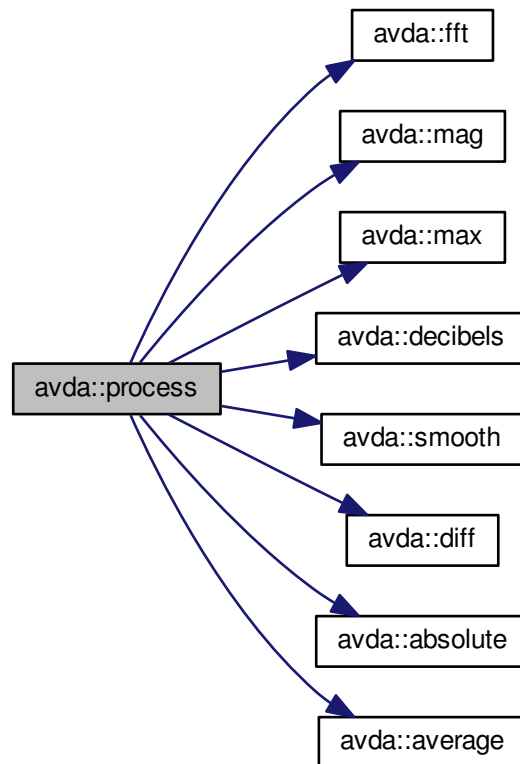 avda::fft
avda::mag
avda::max
avda::decibels
avda::process
avda::smooth
avda::diff
avda::absolute
avda::average